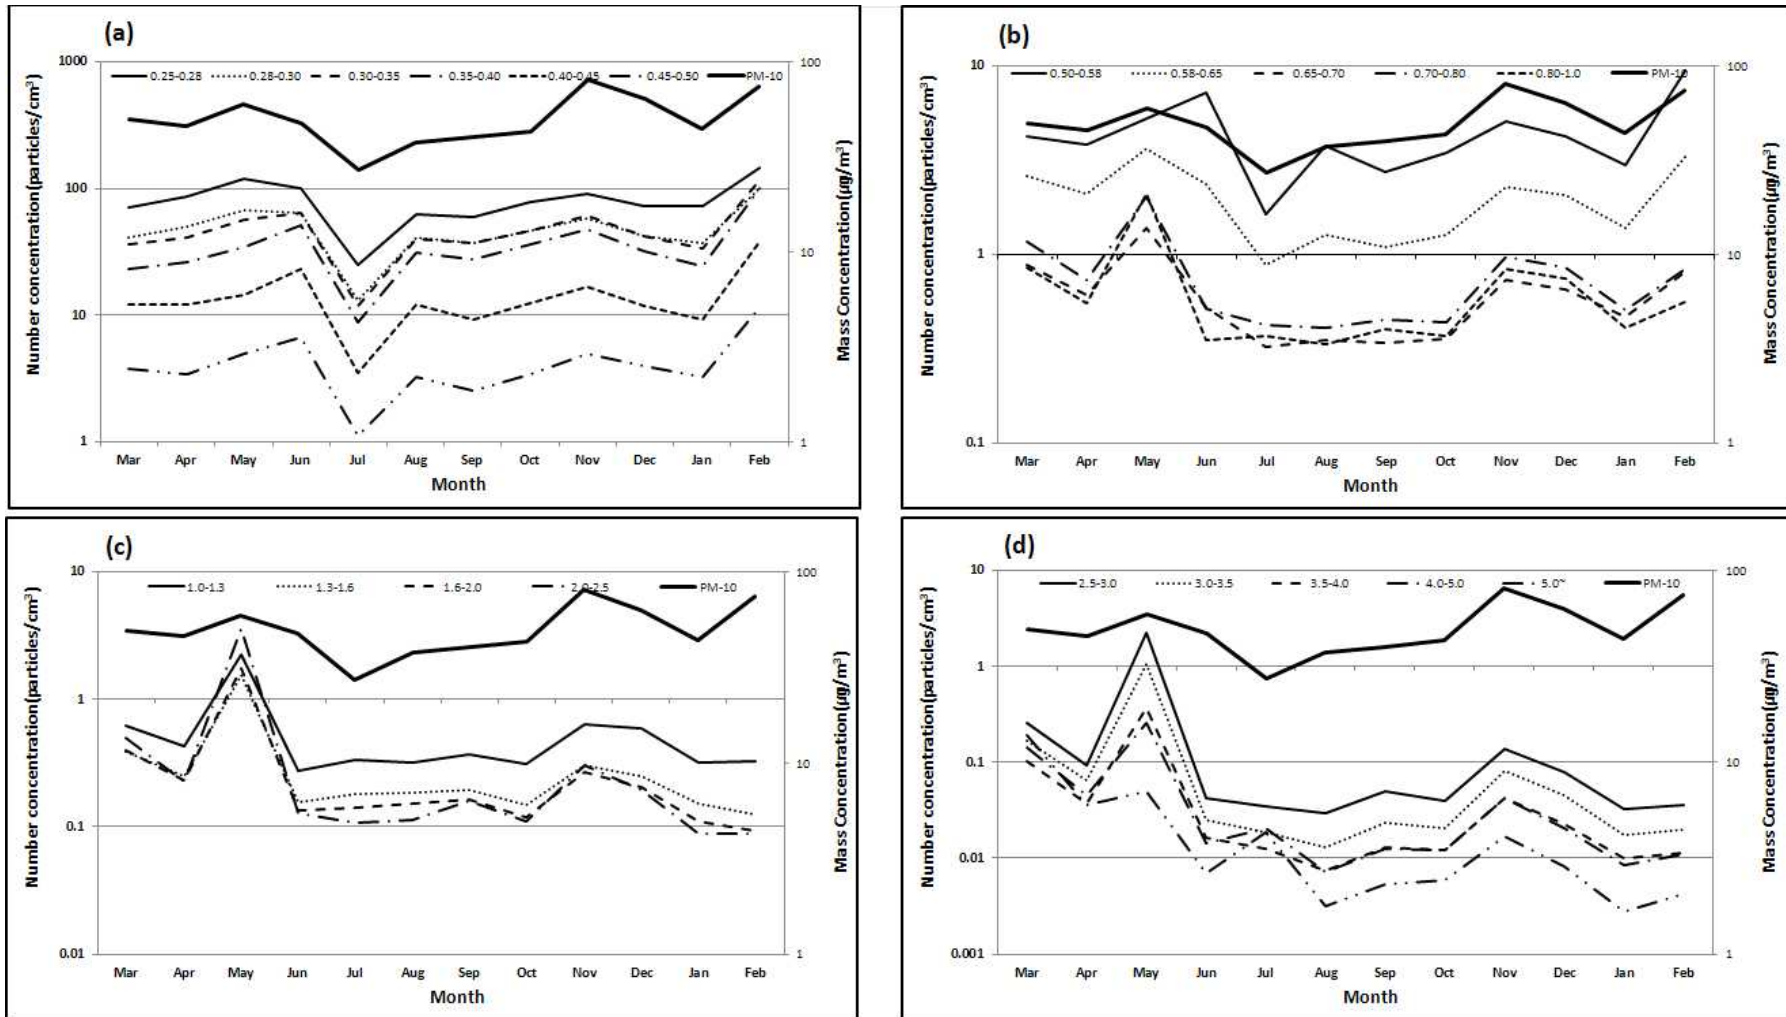 (a)
1000
100
10
1
Number concentration(particles/cm³)
0.25-0.28 0.28-0.30 0.30-0.35 0.35-0.40 0.40-0.45 0.45-0.50 PM-10
100
10
1
Mass Concentration(μg/m³)
Mar Apr May Jun Jul Aug Sep Oct Nov Dec Jan Feb
Month
(b)
10
1
0.1
Number concentration(particles/cm³)
0.50-0.58 0.58-0.65 0.65-0.70 0.70-0.80 0.80-1.0 PM-10
100
10
1
Mass Concentration(μg/m³)
Mar Apr May Jun Jul Aug Sep Oct Nov Dec Jan Feb
Month
(c)
10
1
0.1
0.01
Number concentration(particles/cm³)
1.0-1.3 1.3-1.6 1.6-2.0 2.0-2.5 PM-10
100
10
1
Mass Concentration(μg/m³)
Mar Apr May Jun Jul Aug Sep Oct Nov Dec Jan Feb
Month
(d)
10
1
0.1
0.01
0.001
Number concentration(particles/cm³)
2.5-3.0 3.0-3.5 3.5-4.0 4.0-5.0 5.0~ PM-10
100
10
1
Mass Concentration(μg/m³)
Mar Apr May Jun Jul Aug Sep Oct Nov Dec Jan Feb
Month